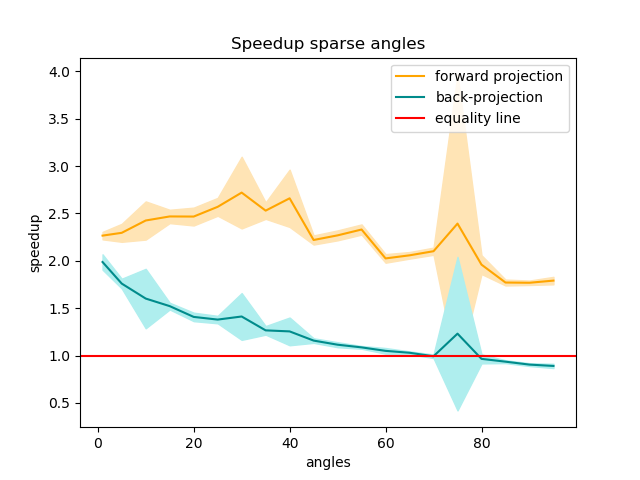 Speedup sparse angles
forward projection
back-projection
equality line
4.0
3.5
3.0
2.5
2.0
1.5
1.0
0.5
speedup
0 20 40 60 80
angles